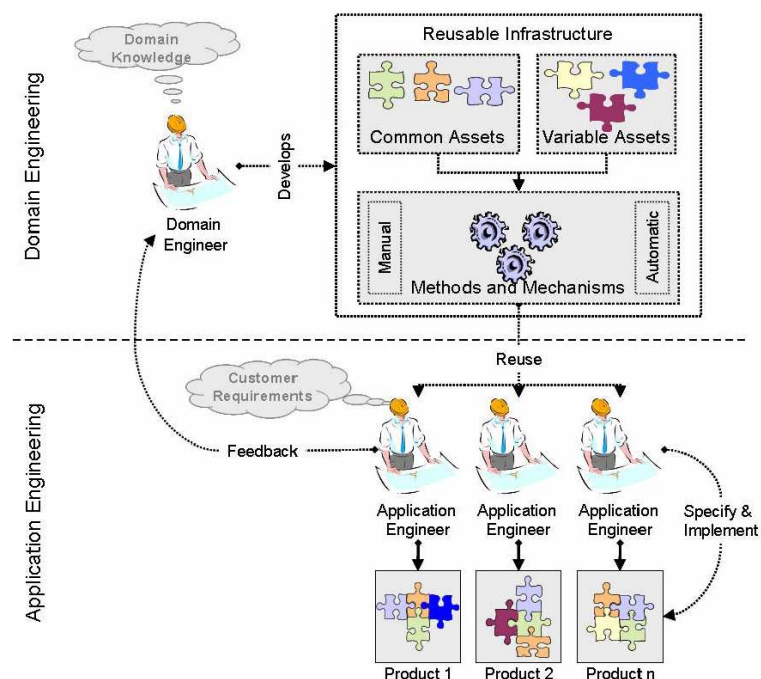 Domain
Knowledge
Domain Engineering
Domain
Engineer
Develops
Reusable Infrastructure
Common Assets
Variable Assets
Manual
Methods and Mechanisms
Automatic
Reuse
Application Engineering
Customer
Requirements
Feedback
Application
Engineer
Application
Engineer
Application
Engineer
Specify &
Implement
Product 1
Product 2
Product n